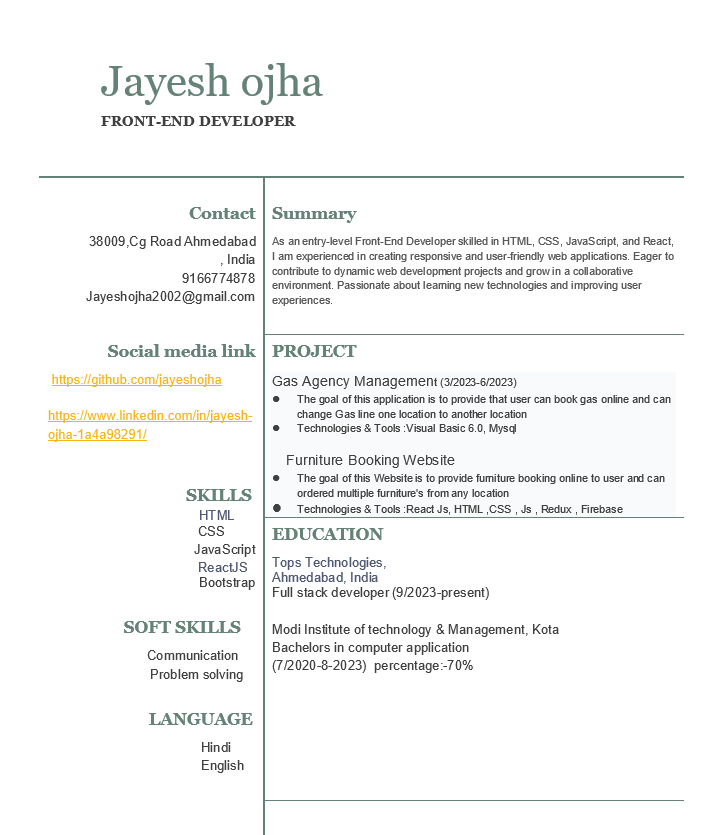 Jayesh ojha
FRONT-END DEVELOPER
Contact
38009,Cg Road Ahmedabad
, India
9166774878
Jayeshojha2002@gmail.com
Social media link
https://github.com/jayeshojha
https://www.linkedin.com/in/jayesh-
ojha-1a4a98291/
SKILLS
HTML
CSS
JavaScript
ReactJS
Bootstrap
SOFT SKILLS
Communication
Problem solving
LANGUAGE
Hindi
English
Summary
As an entry-level Front-End Developer skilled in HTML, CSS, JavaScript, and React,
I am experienced in creating responsive and user-friendly web applications. Eager to
contribute to dynamic web development projects and grow in a collaborative
environment. Passionate about learning new technologies and improving user
experiences.
PROJECT
Gas Agency Management (3/2023-6/2023)
● The goal of this application is to provide that user can book gas online and can
change Gas line one location to another location
● Technologies & Tools :Visual Basic 6.0, Mysql
Furniture Booking Website
● The goal of this Website is to provide furniture booking online to user and can
ordered multiple furniture's from any location
● Technologies & Tools :React Js, HTML ,CSS , Js , Redux , Firebase
EDUCATION
Tops Technologies,
Ahmedabad, India
Full stack developer (9/2023-present)
Modi Institute of technology & Management, Kota
Bachelors in computer application
(7/2020-8-2023) percentage:-70%